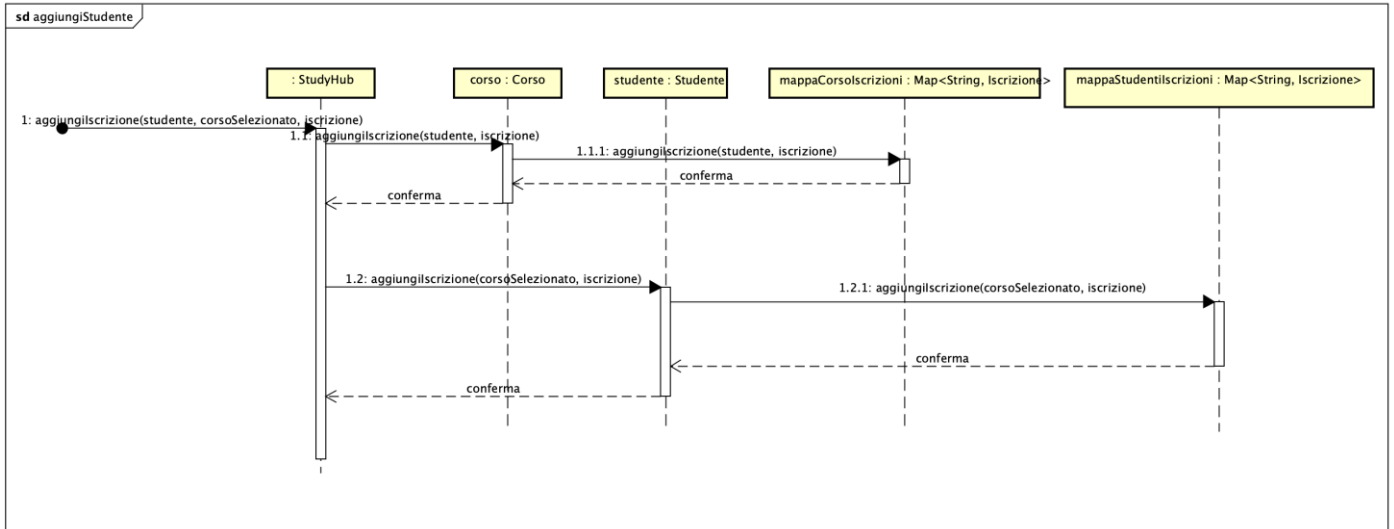 sd aggiungiStudente
: StudyHub
corso : Corso
studente : Studente
mappaCorsoIscrizioni : Map<String, Iscrizione>
mappaStudentiIscrizioni : Map<String, Iscrizione>
1: aggiungiIscrizione(studente, corsoSelezionato, iscrizione)
1.1: aggiungiIscrizione(studente, iscrizione)
1.1.1: aggiungiIscrizione(studente, iscrizione)
conferma
conferma
1.2: aggiungiIscrizione(corsoSelezionato, iscrizione)
1.2.1: aggiungiIscrizione(corsoSelezionato, iscrizione)
conferma
conferma